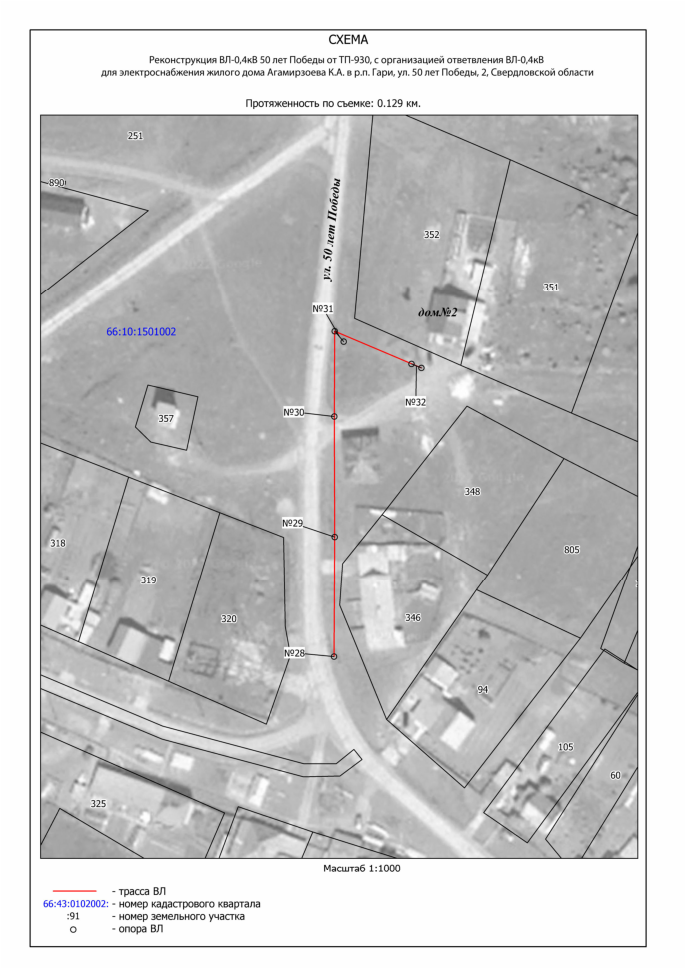 СХЕМА
Реконструкция ВЛ-0,4кВ 50 лет Победы от ТП-930, с организацией ответвления ВЛ-0,4кВ
для электроснабжения жилого дома Агамирзоева К.А. в р.п. Гари, ул. 50 лет Победы, 2, Свердловской области
Протяженность по съемке: 0.129 км.
251
890
ул. 50 лет Победы
352
351
№31
дом№2
66:10:1501002
№32
№30
357
348
№29
318
805
319
320
346
№28
94
105
60
325
Масштаб 1:1000
- трасса ВЛ
66:43:0102002: - номер кадастрового квартала
:91 - номер земельного участка
- опора ВЛ